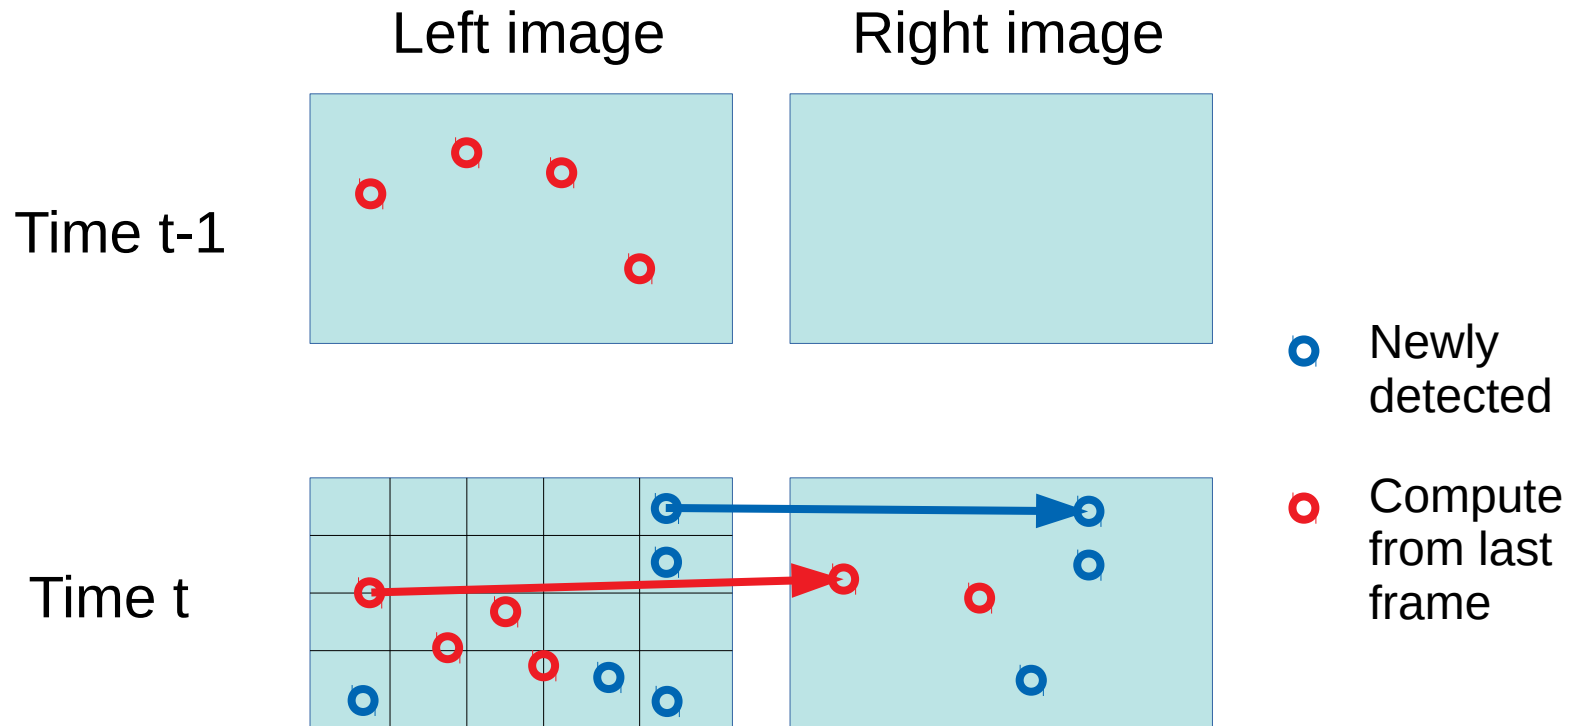 Left image
Right image
Time t-1
Newly
detected
Compute
from last
frame
Time t